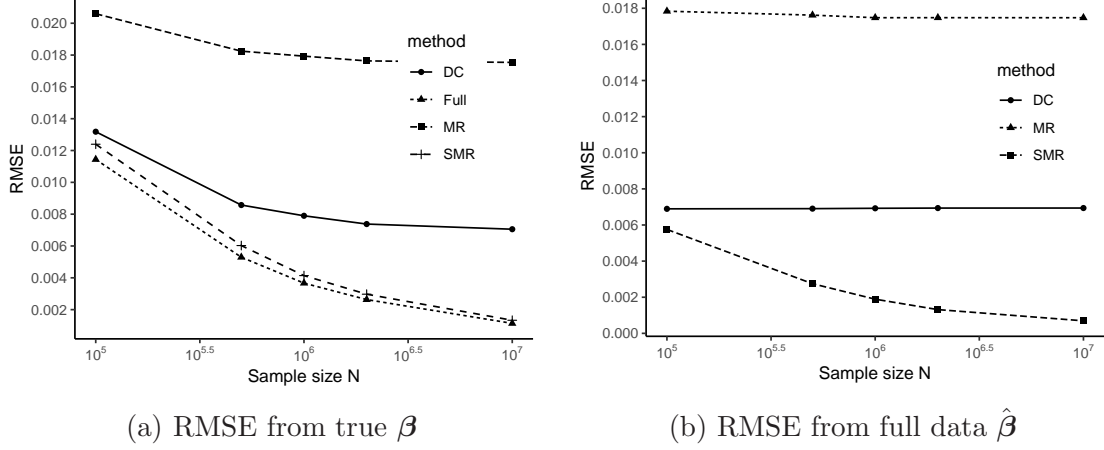 0.020
0.018
0.016
0.014
0.012
0.010
0.008
0.006
0.004
0.002
RMSE
method
DC
Full
MR
SMR
10^5
10^5.5
10^6
10^6.5
10^7
Sample size N
(a) RMSE from true β
0.018
0.016
0.014
0.012
0.010
0.008
0.006
0.004
0.002
0.000
RMSE
method
DC
MR
SMR
10^5
10^5.5
10^6
10^6.5
10^7
Sample size N
(b) RMSE from full data β̂